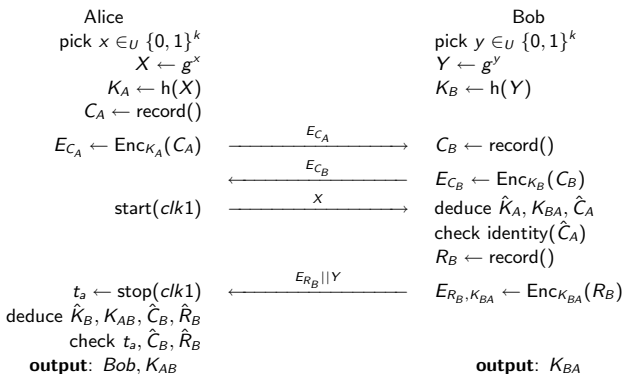 Alice Bob
pick x ∈_U {0, 1}^k pick y ∈_U {0, 1}^k
X ← g^x Y ← g^y
K_A ← h(X) K_B ← h(Y)
C_A ← record()
E_{C_A} ← Enc_{K_A}(C_A) E_{C_A} C_B ← record()
E_{C_B} E_{C_B} ← Enc_{K_B}(C_B)
start(clk1) X deduce K̂_A, K_{BA}, Ĉ_A
check identity(Ĉ_A)
R_B ← record()
t_a ← stop(clk1) E_{R_B}||Y E_{R_B,K_{BA}} ← Enc_{K_{BA}}(R_B)
deduce K̂_B, K_{AB}, Ĉ_B, R̂_B
check t_a, Ĉ_B, R̂_B
output: Bob, K_{AB} output: K_{BA}